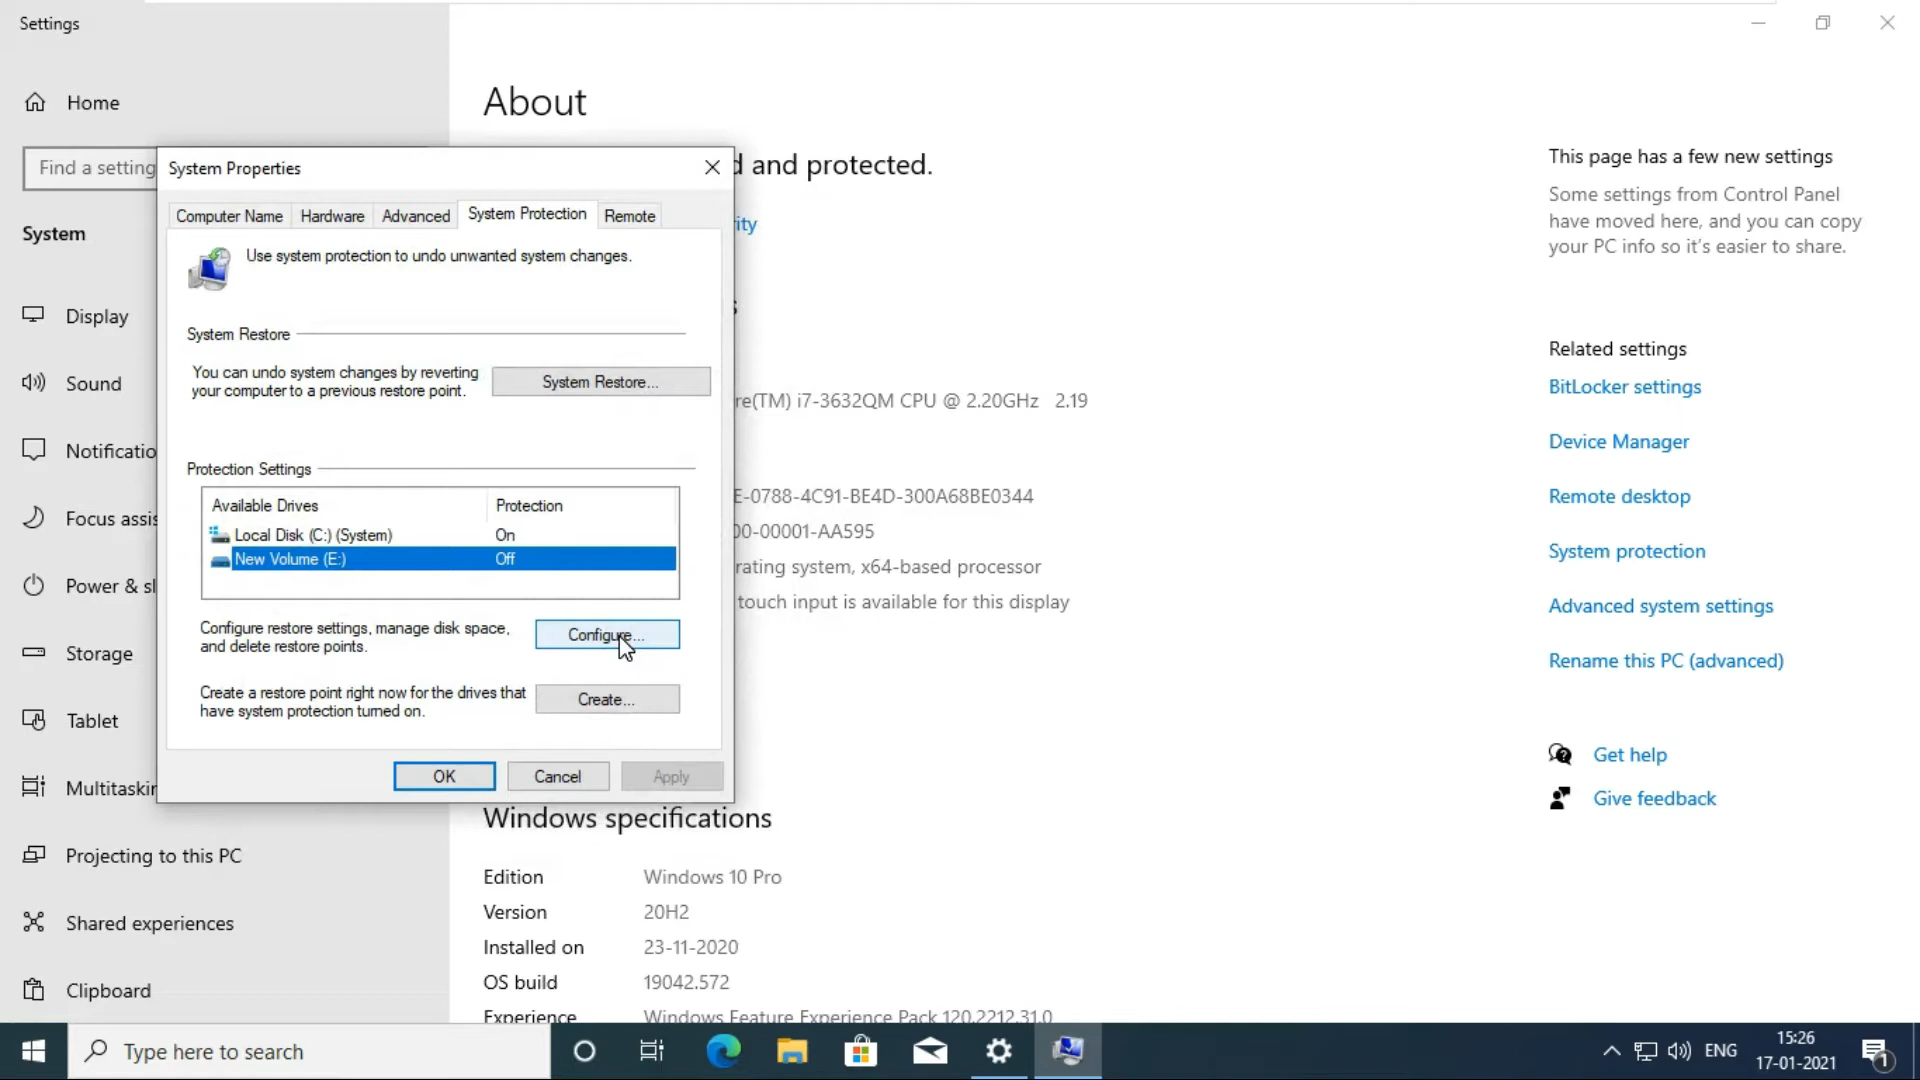 Settings
Home
Find a setting
System
Display
Sound
Notificatio
Focus assis
Power & sl
Storage
Tablet
Multitaskin
Projecting to this PC
Shared experiences
Clipboard
System Properties
Computer Name
Hardware
Advanced
System Protection
Remote
Use system protection to undo unwanted system changes.
System Restore
You can undo system changes by reverting
your computer to a previous restore point.
System Restore...
Protection Settings
Available Drives
Protection
Local Disk (C:) (System)
On
New Volume (E:)
Off
Configure restore settings, manage disk space,
and delete restore points.
Configure...
Create a restore point right now for the drives that
have system protection turned on.
Create...
OK
Cancel
Apply
About
d and protected.
ity
s
re(TM) i7-3632QM CPU @ 2.20GHz 2.19
E-0788-4C91-BE4D-300A68BE0344
00-00001-AA595
rating system, x64-based processor
touch input is available for this display
Windows specifications
Edition Windows 10 Pro
Version 20H2
Installed on 23-11-2020
OS build 19042.572
Experience Windows Feature Experience Pack 120.2212.31.0
This page has a few new settings
Some settings from Control Panel
have moved here, and you can copy
your PC info so it's easier to share.
Related settings
BitLocker settings
Device Manager
Remote desktop
System protection
Advanced system settings
Rename this PC (advanced)
Get help
Give feedback
Type here to search
ENG
15:26
17-01-2021
1